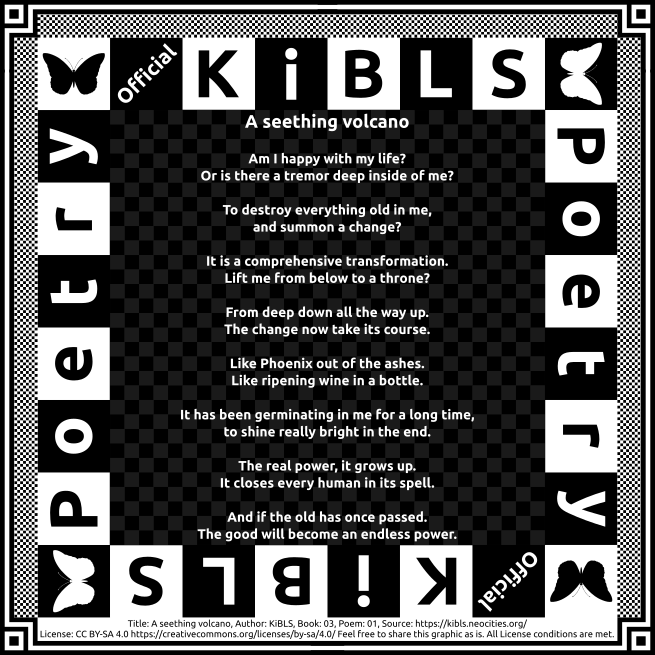 Official KiBLS
Poetry
Poetry
A seething volcano
Am I happy with my life?
Or is there a tremor deep inside of me?
To destroy everything old in me,
and summon a change?
It is a comprehensive transformation.
Lift me from below to a throne?
From deep down all the way up.
The change now take its course.
Like Phoenix out of the ashes.
Like ripening wine in a bottle.
It has been germinating in me for a long time,
to shine really bright in the end.
The real power, it grows up.
It closes every human in its spell.
And if the old has once passed.
The good will become an endless power.
Official KiBLS
Title: A seething volcano, Author: KiBLS, Book: 03, Poem: 01, Source: https://kibls.neocities.org/
License: CC BY-SA 4.0 https://creativecommons.org/licenses/by-sa/4.0/ Feel free to share this graphic as is. All License conditions are met.